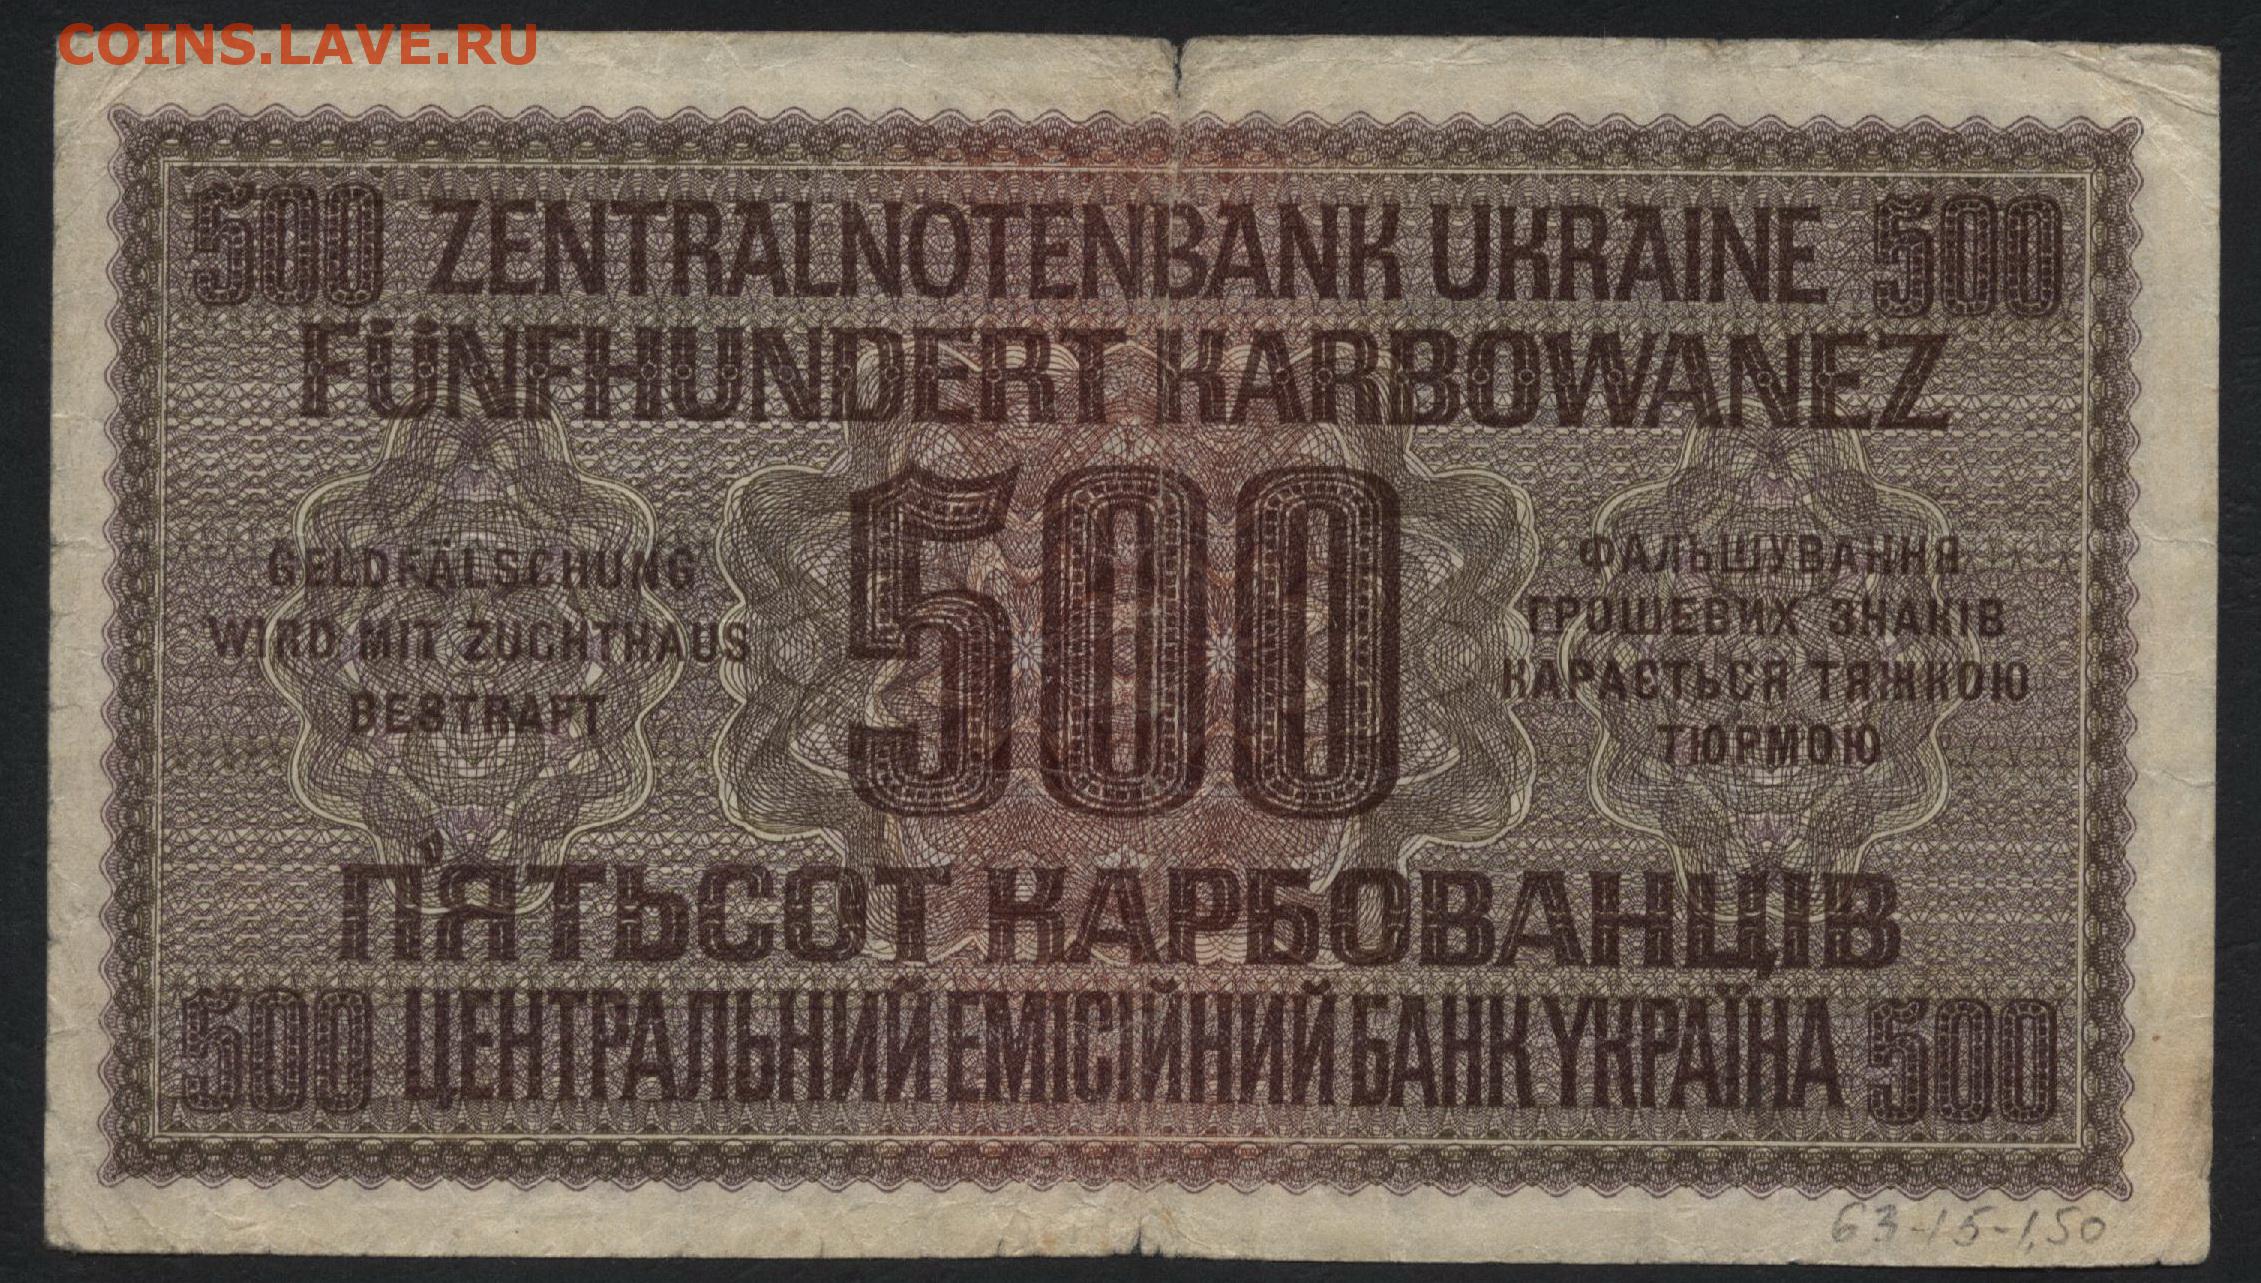 COINS.LAVE.RU
500 ZENTRALNOTENBANK UKRAINE 500
FÜNFHUNDERT KARBOWANEZ
500
GELDFÄLSCHUNG
WIRD MIT ZUCHTHAUS
BESTRAFT
ФАЛЬШУВАННЯ
ГРОШЕВИХ ЗНАКІВ
КАРАЄТЬСЯ ТЯЖКОЮ
ТЮРМОЮ
П'ЯТЬСОТ КАРБОВАНЦІВ
500 ЦЕНТРАЛЬНИЙ ЕМІСІЙНИЙ БАНК УКРАЇНА 500
63-15-1,50